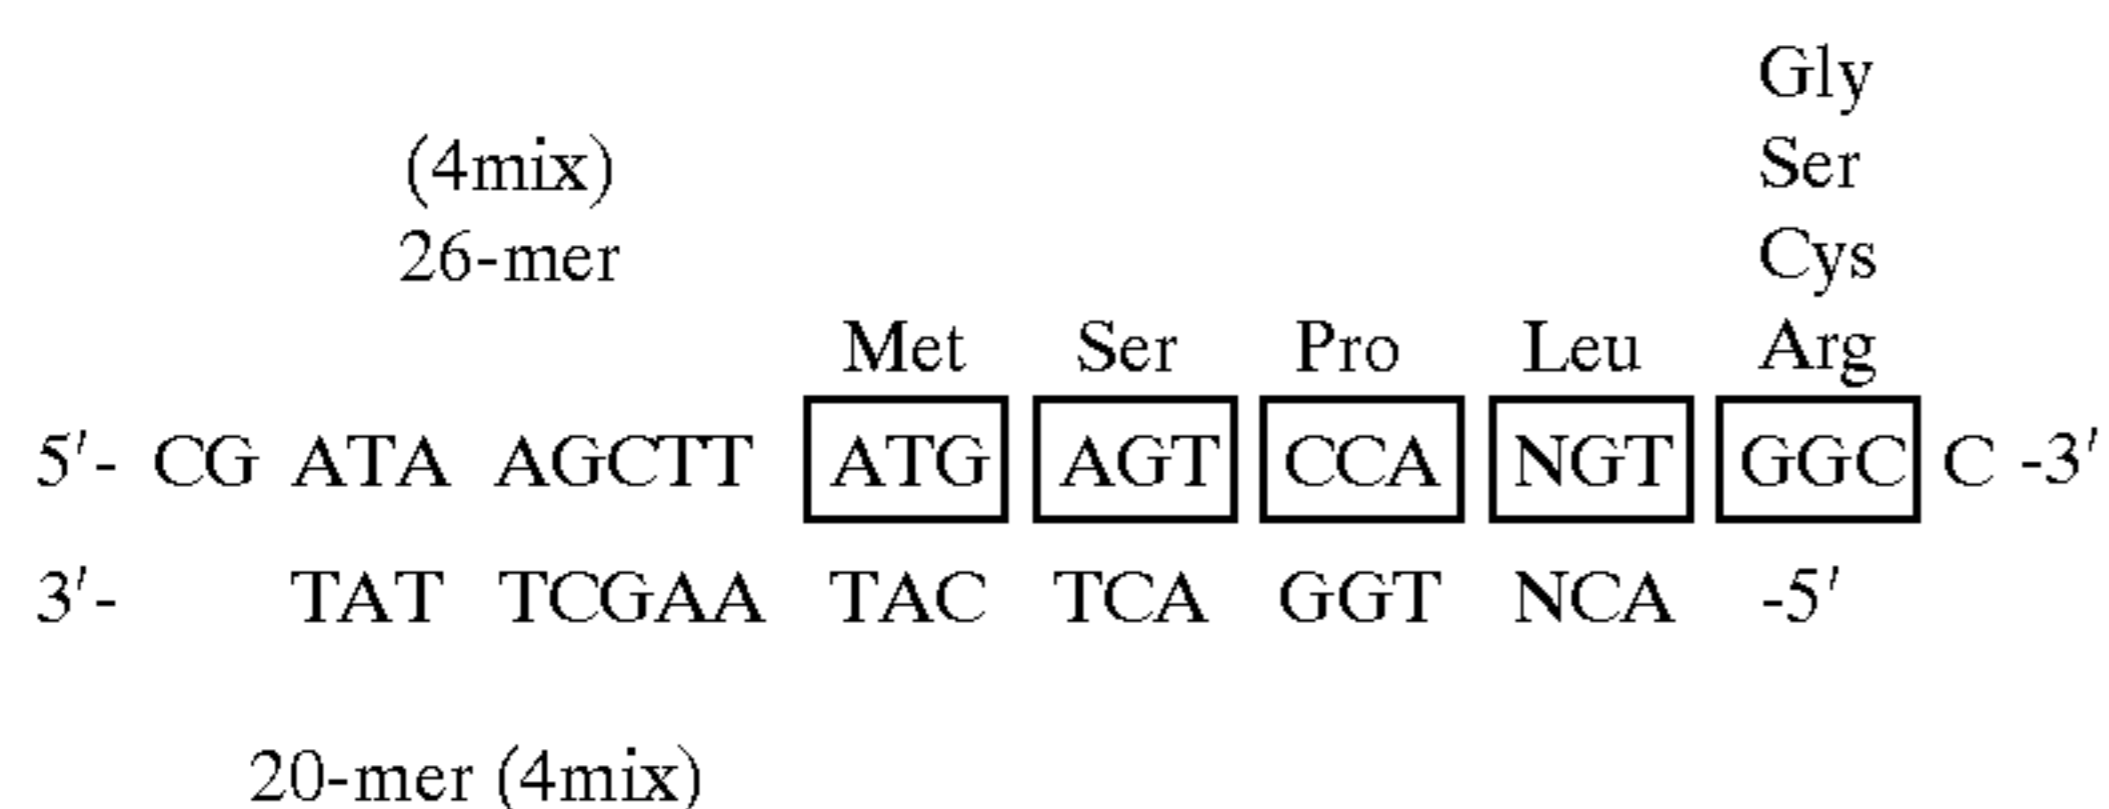 Gly
(4mix) Ser
26-mer Cys
Met Ser Pro Leu Arg
5′- CG ATA AGCTT ATG AGT CCA NGT GGC C -3′
3′- TAT TCGAA TAC TCA GGT NCA -5′
20-mer (4mix)